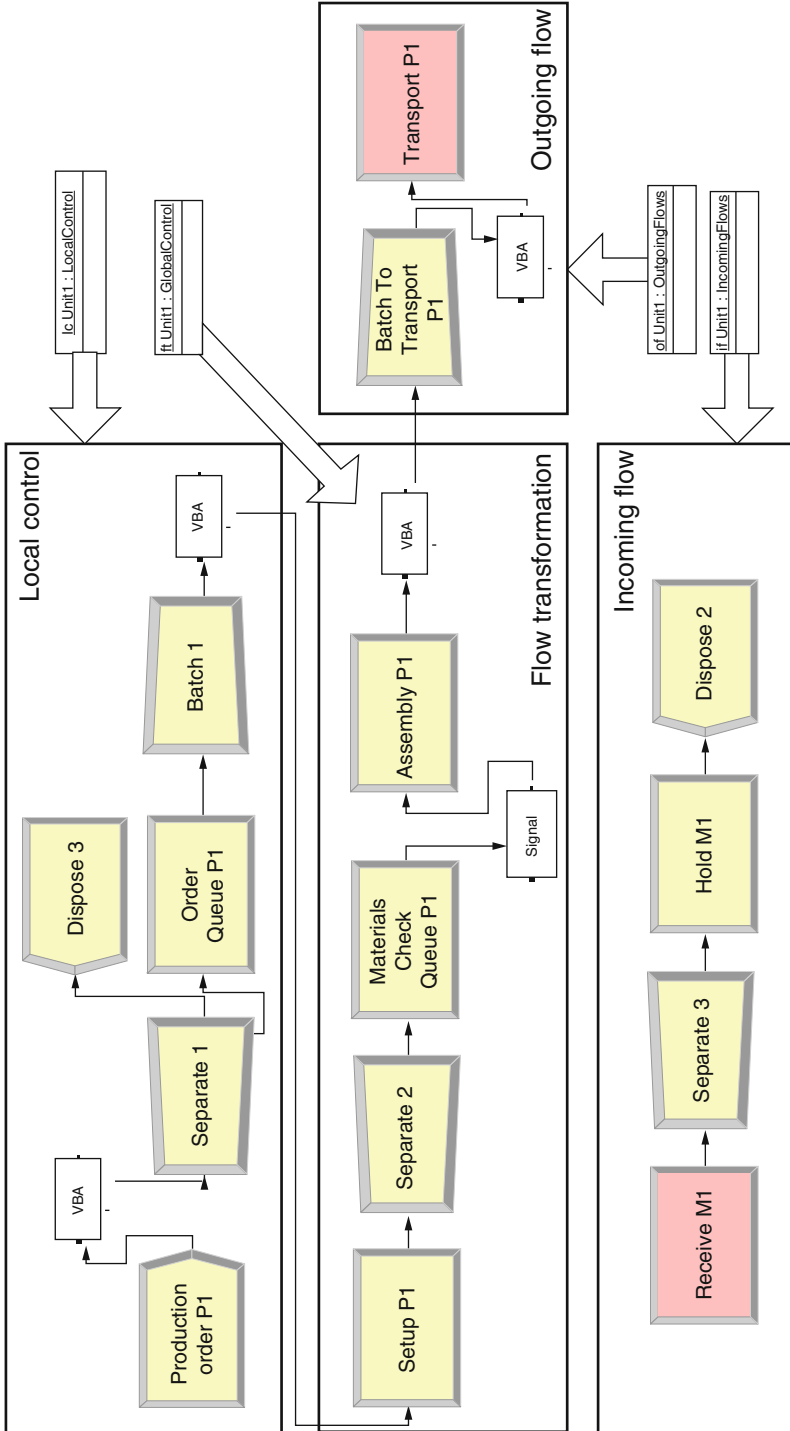 lc Unit1 : LocalControl
ft Unit1 : GlobalControl
Local control
Production
order P1
VBA
Separate 1
Dispose 3
Order
Queue P1
Batch 1
VBA
Flow transformation
Setup P1
Separate 2
Materials
Check
Queue P1
Signal
Assembly P1
VBA
Outgoing flow
Batch To
Transport
P1
VBA
Transport P1
of Unit1 : OutgoingFlows
if Unit1 : IncomingFlows
Incoming flow
Receive M1
Separate 3
Hold M1
Dispose 2